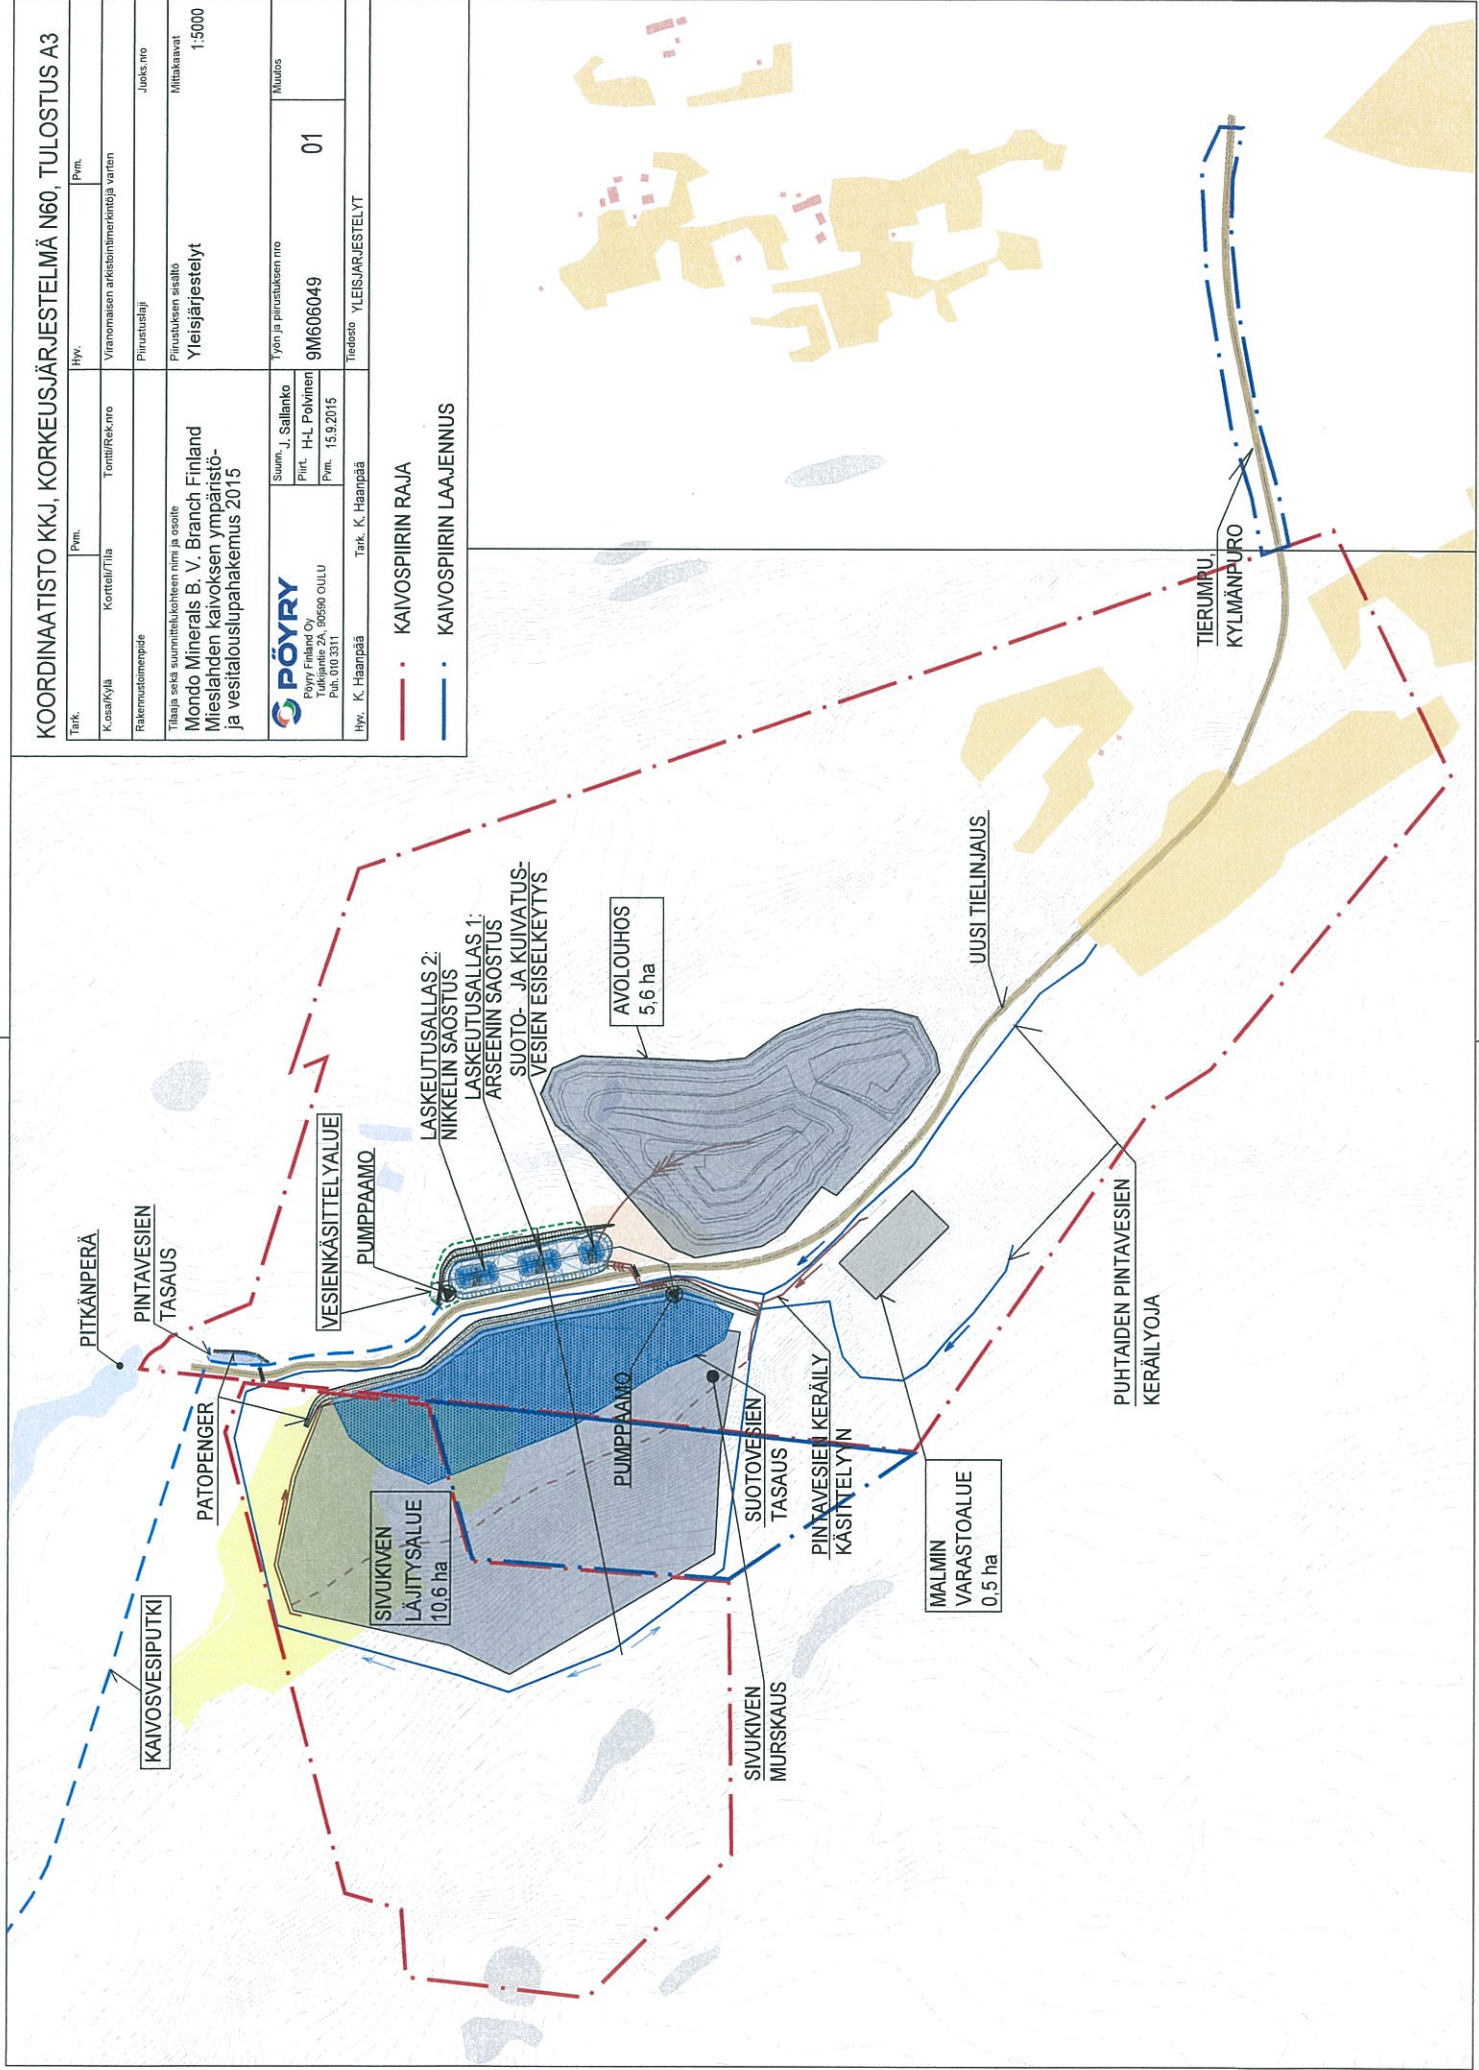 KOORDINAATISTO KKJ, KORKEUSJÄRJESTELMÄ N60, TULOSTUS A3
Tark.
Pvm.
Hyv.
Pvm.
K.osa/Kylä
Kortteli/Tila
Tontti/Rek.nro
Viranomaisen arkistointimerkintöjä varten
Rakennustoimenpide
Piirustuslaji
Juoks.nro
Tilaaja sekä suunnittelukohteen nimi ja osoite
Mondo Minerals B. V. Branch Finland
Mieslahden kaivoksen ympäristö-
ja vesitalouslupahakemus 2015
Piirustuksen sisältö
Yleisjärjestelyt
Mittakaavat
1:5000
PÖYRY
Pöyry Finland Oy
Tutkijantie 2A, 90590 OULU
Puh. 010 3311
Suunn. J. Sallanko
Piirt. H-L Polvinen
Pvm. 15.9.2015
Työn ja piirustuksen nro
9M606049
01
Muutos
Hyv. K. Haanpää
Tark. K. Haanpää
Tiedosto YLEISJARJESTELYT
KAIVOSPIIRIN RAJA
KAIVOSPIIRIN LAAJENNUS
PITKÄNPERÄ
PINTAVESIEN
TASAUS
PATOPENGER
KAIVOSVESIPUTKI
VESIENKÄSITTELYALUE
PUMPPAAMO
LASKEUTUSALLAS 2:
NIKKELIN SAOSTUS
LASKEUTUSALLAS 1:
ARSEENIN SAOSTUS
SUOTO- JA KUIVATUS-
VESIEN ESISELKEYTYS
AVOLOUHOS
5,6 ha
SIVUKIVEN
LÄJITYSALUE
10,6 ha
PUMPPAAMO
SUOTOVESIEN
TASAUS
SIVUKIVEN
MURSKAUS
PINTAVESIEN KERÄILY
KÄSITTELYYN
MALMIN
VARASTOALUE
0,5 ha
PUHTAIDEN PINTAVESIEN
KERÄILYOJA
UUSI TIELINJAUS
TIERUMPU,
KYLMÄNPURO